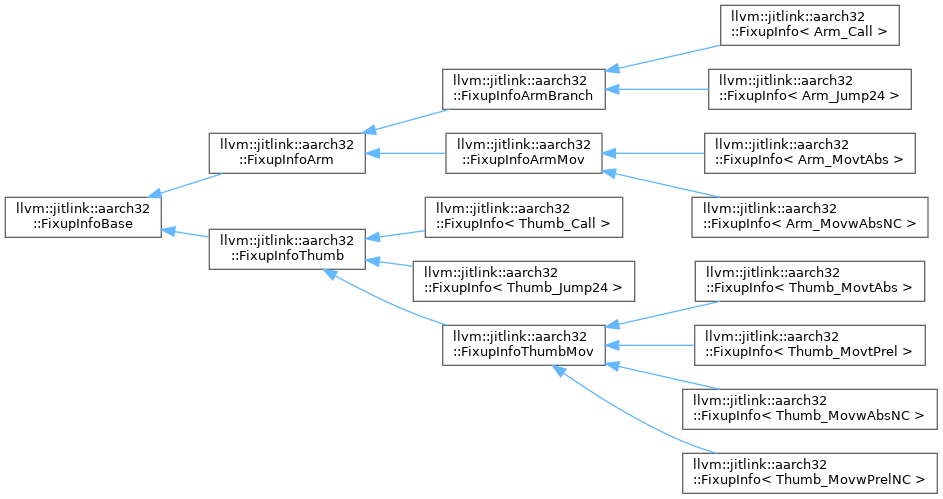 llvm::jitlink::aarch32
::FixupInfo< Arm_Call >
llvm::jitlink::aarch32
::FixupInfoArmBranch
llvm::jitlink::aarch32
::FixupInfo< Arm_Jump24 >
llvm::jitlink::aarch32
::FixupInfoArm
llvm::jitlink::aarch32
::FixupInfoArmMov
llvm::jitlink::aarch32
::FixupInfo< Arm_MovtAbs >
llvm::jitlink::aarch32
::FixupInfoBase
llvm::jitlink::aarch32
::FixupInfo< Thumb_Call >
llvm::jitlink::aarch32
::FixupInfo< Arm_MovwAbsNC >
llvm::jitlink::aarch32
::FixupInfoThumb
llvm::jitlink::aarch32
::FixupInfo< Thumb_Jump24 >
llvm::jitlink::aarch32
::FixupInfo< Thumb_MovtAbs >
llvm::jitlink::aarch32
::FixupInfoThumbMov
llvm::jitlink::aarch32
::FixupInfo< Thumb_MovtPrel >
llvm::jitlink::aarch32
::FixupInfo< Thumb_MovwAbsNC >
llvm::jitlink::aarch32
::FixupInfo< Thumb_MovwPrelNC >